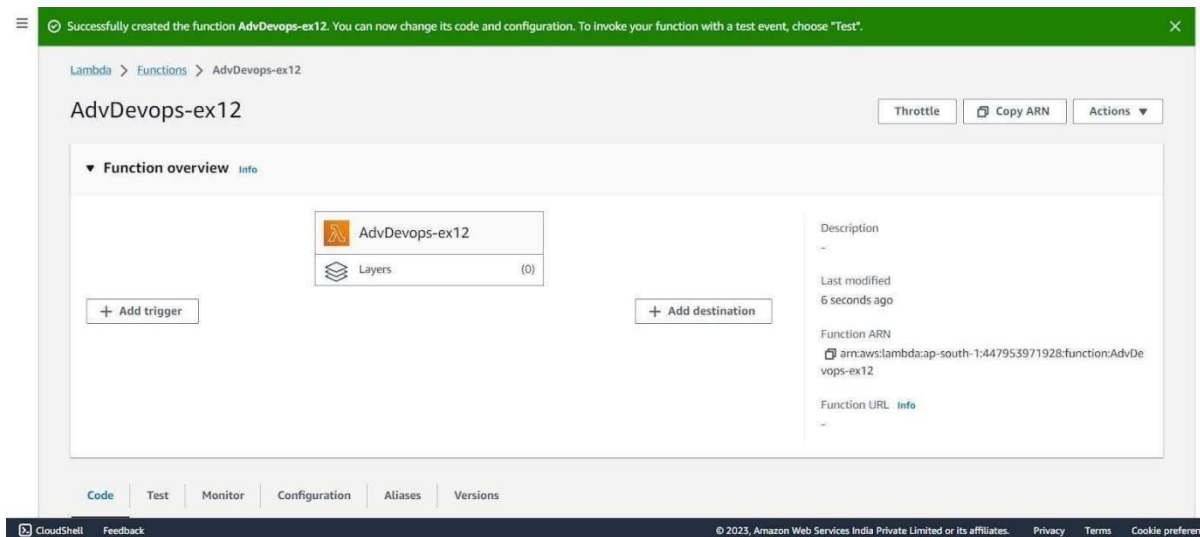 Successfully created the function AdvDevops-ex12. You can now change its code and configuration. To invoke your function with a test event, choose "Test".
Lambda > Functions > AdvDevops-ex12
AdvDevops-ex12
Throttle
Copy ARN
Actions
Function overview Info
AdvDevops-ex12
Layers (0)
+ Add trigger
+ Add destination
Description
-
Last modified
6 seconds ago
Function ARN
arn:aws:lambda:ap-south-1:447953971928:function:AdvDe
vops-ex12
Function URL Info
-
Code Test Monitor Configuration Aliases Versions
CloudShell Feedback © 2023, Amazon Web Services India Private Limited or its affiliates. Privacy Terms Cookie preferen